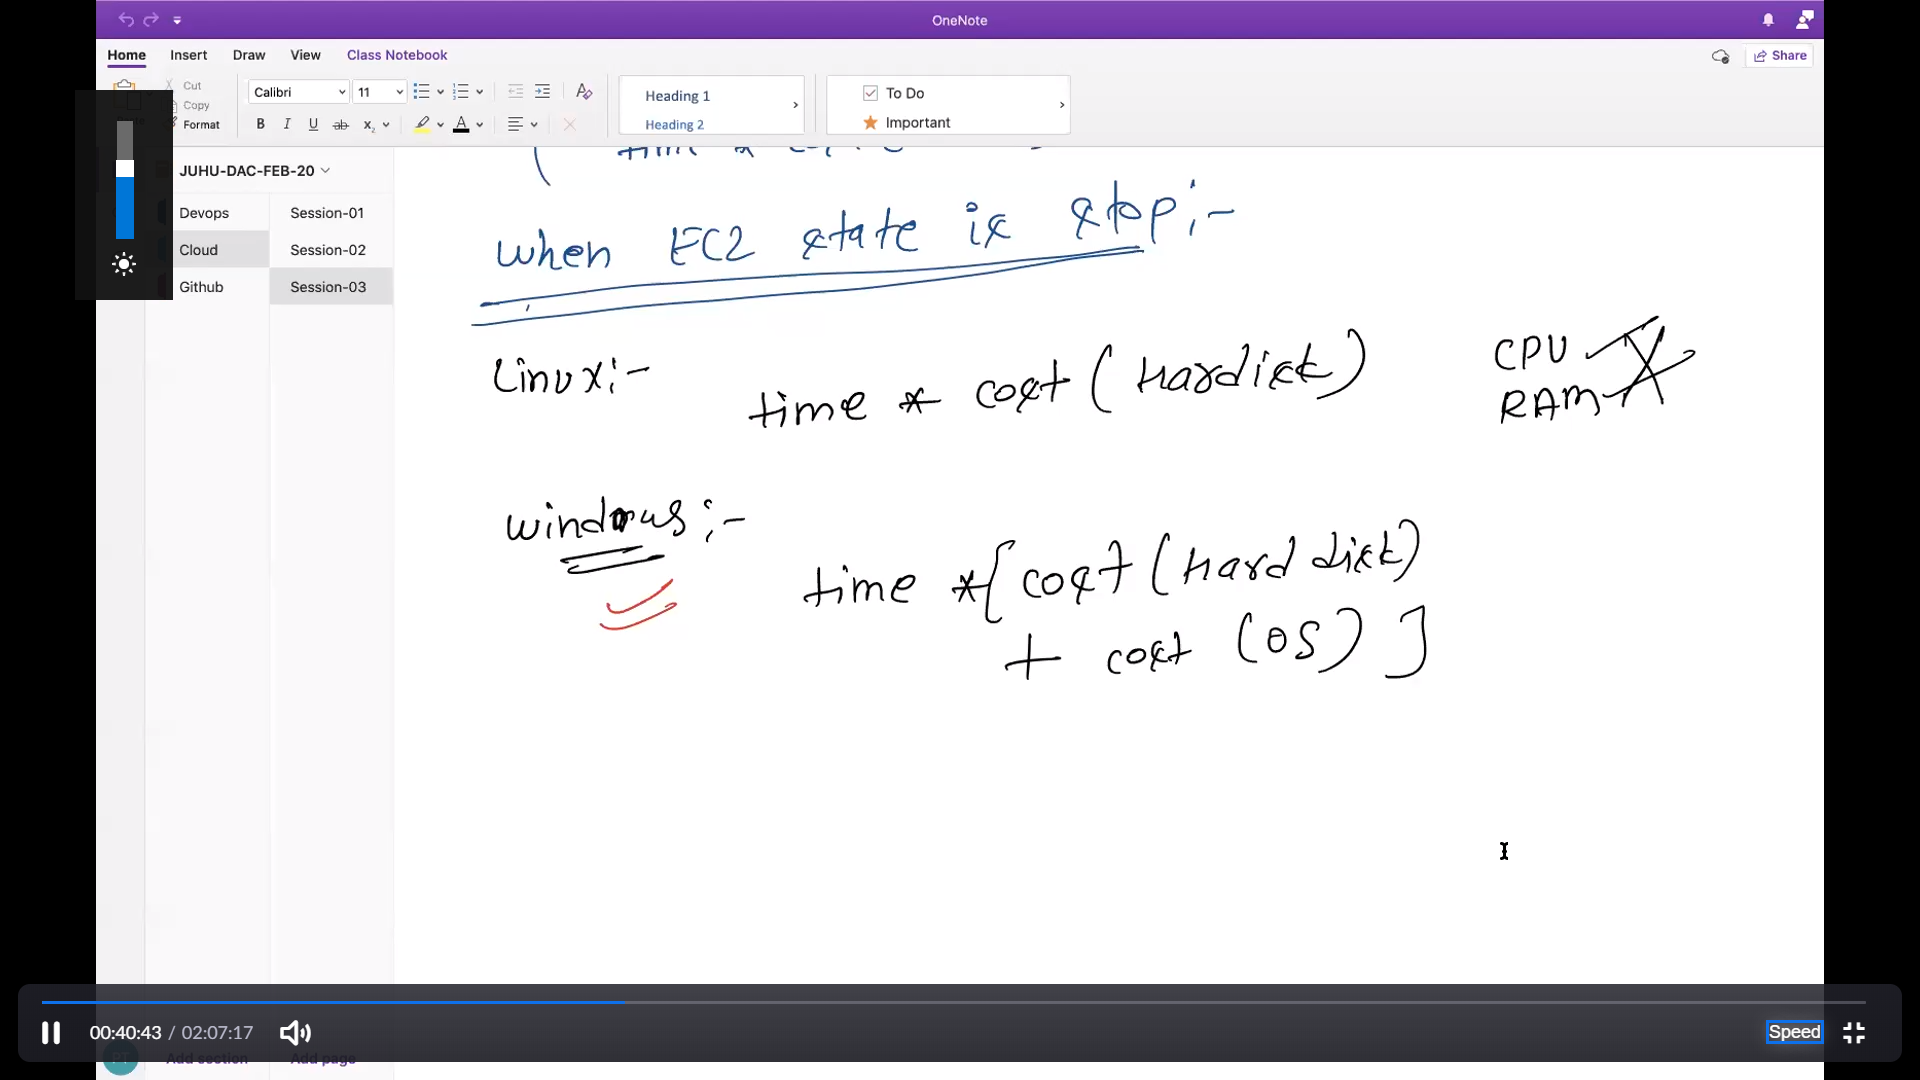 OneNote
Home Insert Draw View Class Notebook
Share
Cut
Copy
Format
Calibri 11
B I U ab x₂ A
Heading 1
Heading 2
To Do
Important
JUHU-DAC-FEB-20
Devops
Cloud
Github
Session-01
Session-02
Session-03
when EC2 state is stop :-
Linux :-
time * cost (Hardisk)
CPU
RAM
windows :-
time * [ cost (Hard disk)
+ cost (OS) ]
00:40:43 / 02:07:17
Speed
Add section Add page